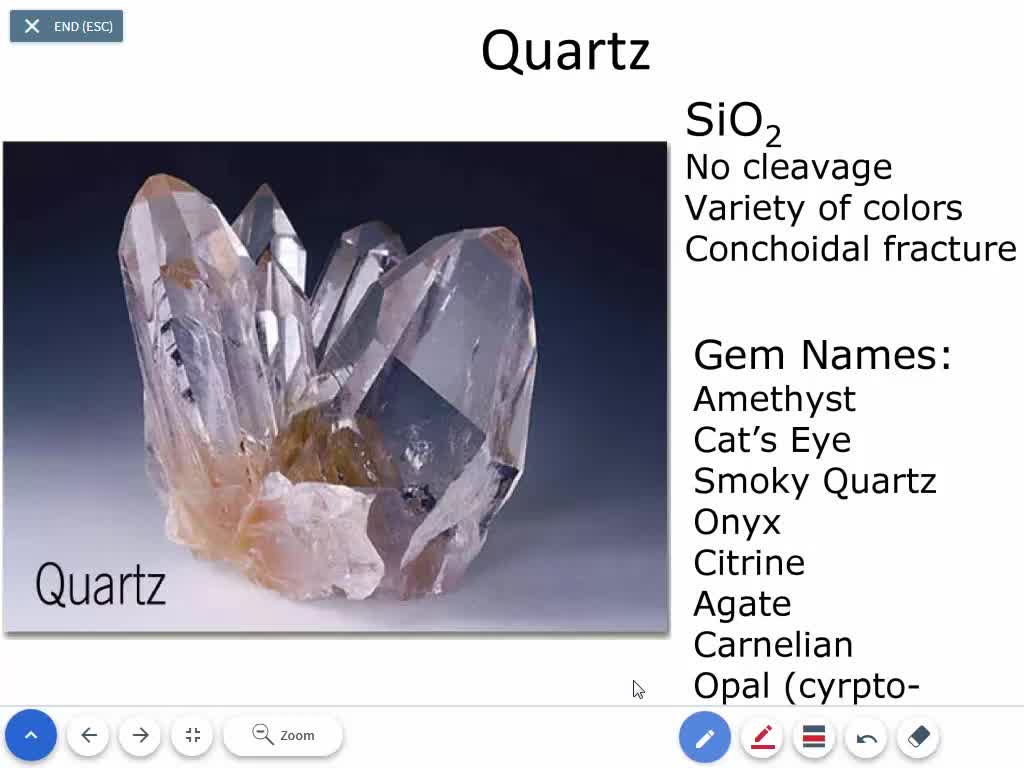 END (ESC)
Quartz
SiO₂
No cleavage
Variety of colors
Conchoidal fracture
Gem Names:
Amethyst
Cat’s Eye
Smoky Quartz
Onyx
Citrine
Agate
Carnelian
Opal (cyrpto-
Quartz
Zoom